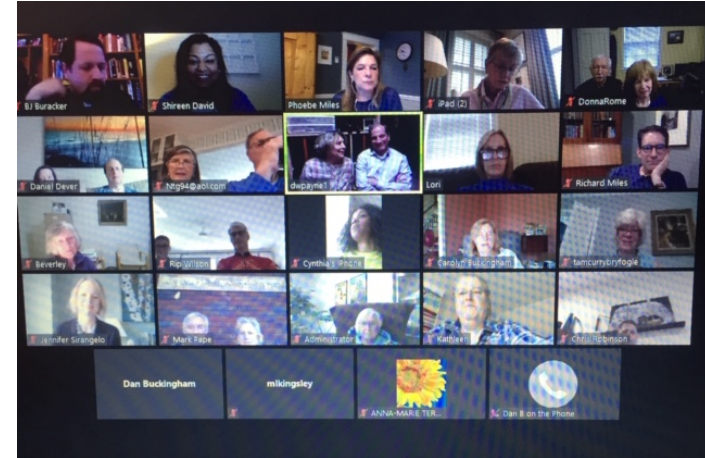 BJ Buracker
Shireen David
Phoebe Miles
iPad (2)
DonnaRome
Daniel Dever
Ntg94@aol.com
dwpayne1
Lori
Richard Miles
Beverley
Rip Wilson
Cynthia's iPhone
Carolyn Buckingham
tamcurrybryfogle
Jennifer Sirangelo
Mark Pape
Administrator
Kathleen
Chris Robinson
Dan Buckingham
mlkingsley
ANNA-MARIE TER...
Dan B on the Phone